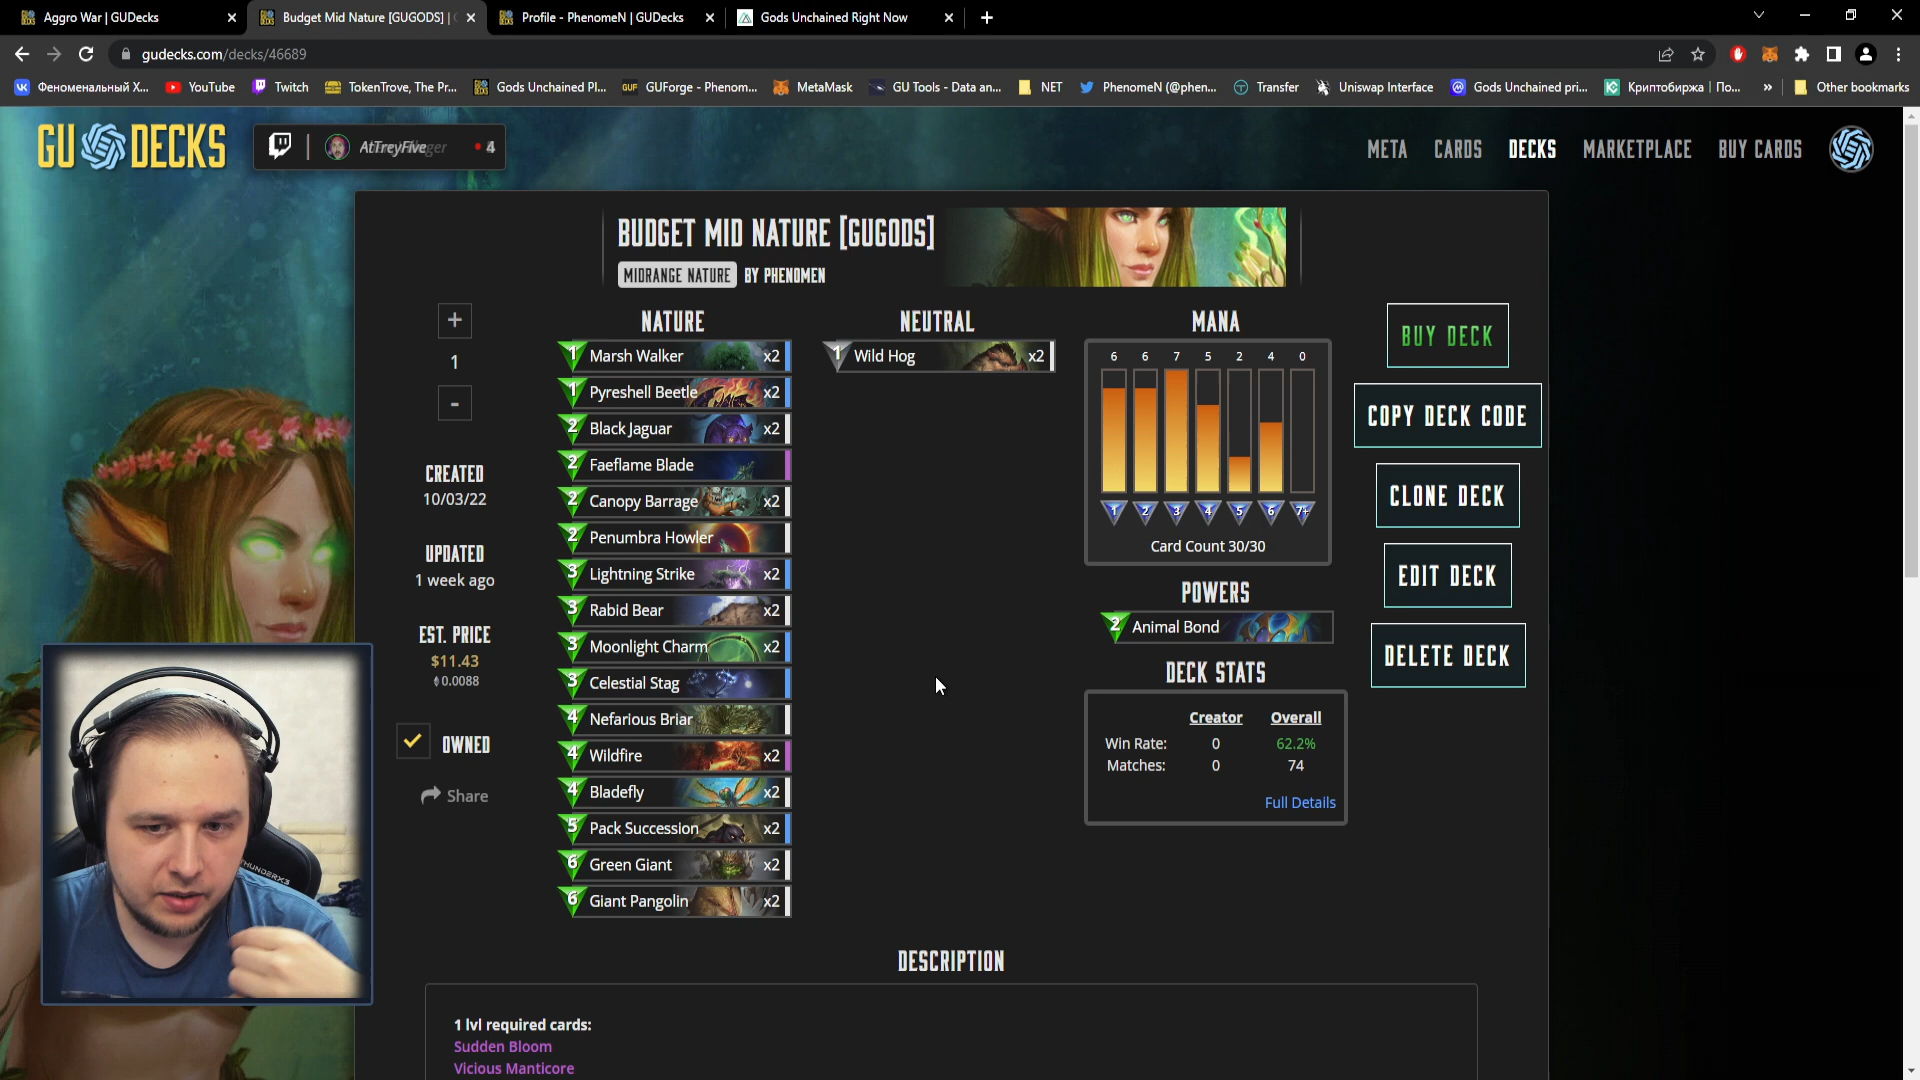 Aggro War | GUDecks
Budget Mid Nature [GUGODS] |
Profile - PhenomeN | GUDecks
Gods Unchained Right Now
gudecks.com/decks/46689
Феноменальный Х...
YouTube
Twitch
TokenTrove, The Pr...
Gods Unchained Pl...
GUForge - Phenom...
MetaMask
GU Tools - Data an...
NET
PhenomeN (@phen...
Transfer
Uniswap Interface
Gods Unchained pri...
Криптобиржа | По...
»
Other bookmarks
GU DECKS
AtTreyFive
4
META
CARDS
DECKS
MARKETPLACE
BUY CARDS
BUDGET MID NATURE [GUGODS]
MIDRANGE NATURE BY PHENOMEN
+
1
-
CREATED
10/03/22
UPDATED
1 week ago
EST. PRICE
$11.43
0.0088
OWNED
Share
NATURE
1 Marsh Walker x2
1 Pyreshell Beetle x2
2 Black Jaguar x2
2 Faeflame Blade
2 Canopy Barrage x2
2 Penumbra Howler
3 Lightning Strike x2
3 Rabid Bear x2
3 Moonlight Charm x2
3 Celestial Stag
4 Nefarious Briar
4 Wildfire x2
4 Bladefly x2
5 Pack Succession x2
6 Green Giant x2
6 Giant Pangolin x2
NEUTRAL
1 Wild Hog x2
MANA
6 6 7 5 2 4 0
1 2 3 4 5 6 7+
Card Count 30/30
POWERS
2 Animal Bond
DECK STATS
Creator Overall
Win Rate: 0 62.2%
Matches: 0 74
Full Details
BUY DECK
COPY DECK CODE
CLONE DECK
EDIT DECK
DELETE DECK
THUNDERX3
DESCRIPTION
1 lvl required cards:
Sudden Bloom
Vicious Manticore